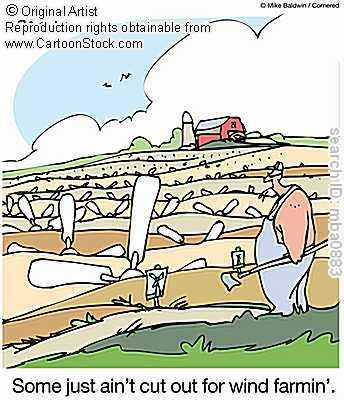 © Original Artist
Reproduction rights obtainable from
www.CartoonStock.com
© Mike Baldwin / Cornered
search ID: mba0883
Some just ain't cut out for wind farmin'.